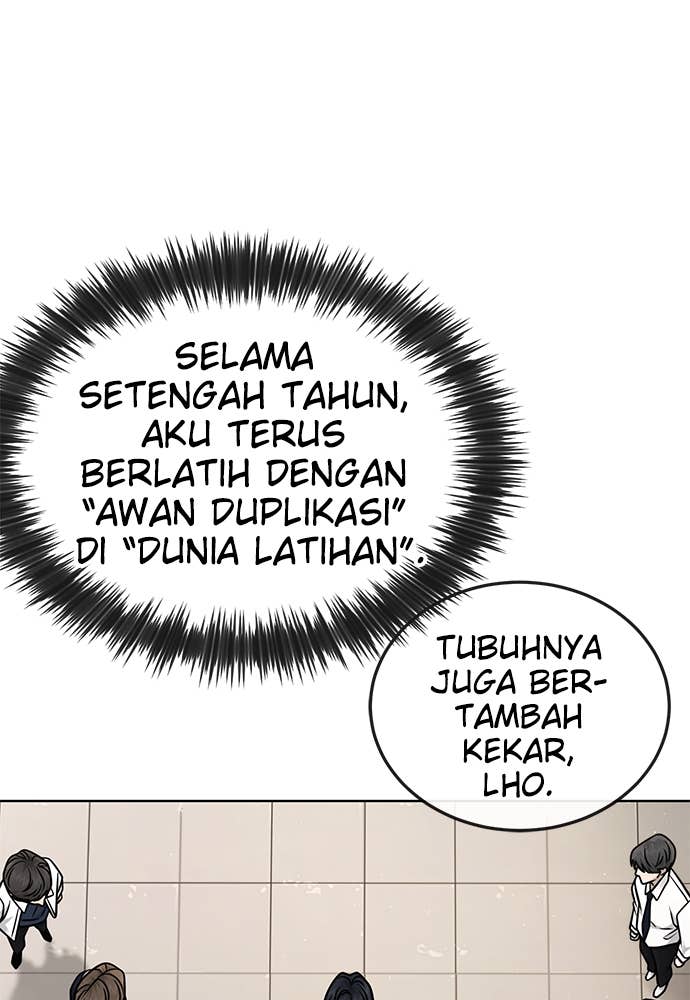 SELAMA
SETENGAH TAHUN,
AKU TERUS
BERLATIH DENGAN
“AWAN DUPLIKASI”
DI “DUNIA LATIHAN”.
TUBUHNYA
JUGA BER-
TAMBAH
KEKAR,
LHO.